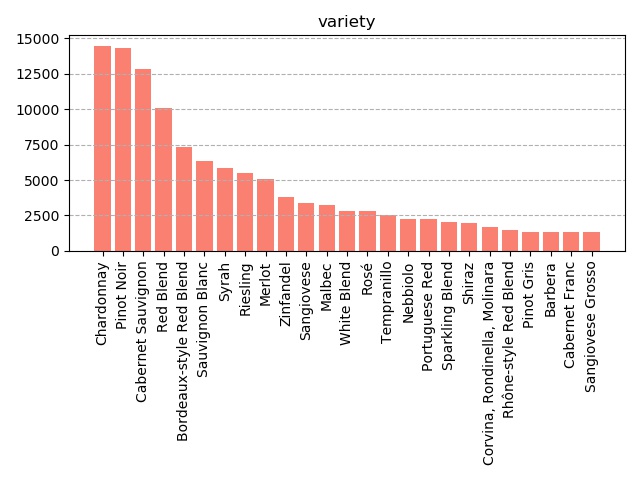 variety
15000
12500
10000
7500
5000
2500
0
Chardonnay
Pinot Noir
Cabernet Sauvignon
Red Blend
Bordeaux-style Red Blend
Sauvignon Blanc
Syrah
Riesling
Merlot
Zinfandel
Sangiovese
Malbec
White Blend
Rosé
Tempranillo
Nebbiolo
Portuguese Red
Sparkling Blend
Shiraz
Corvina, Rondinella, Molinara
Rhône-style Red Blend
Pinot Gris
Barbera
Cabernet Franc
Sangiovese Grosso